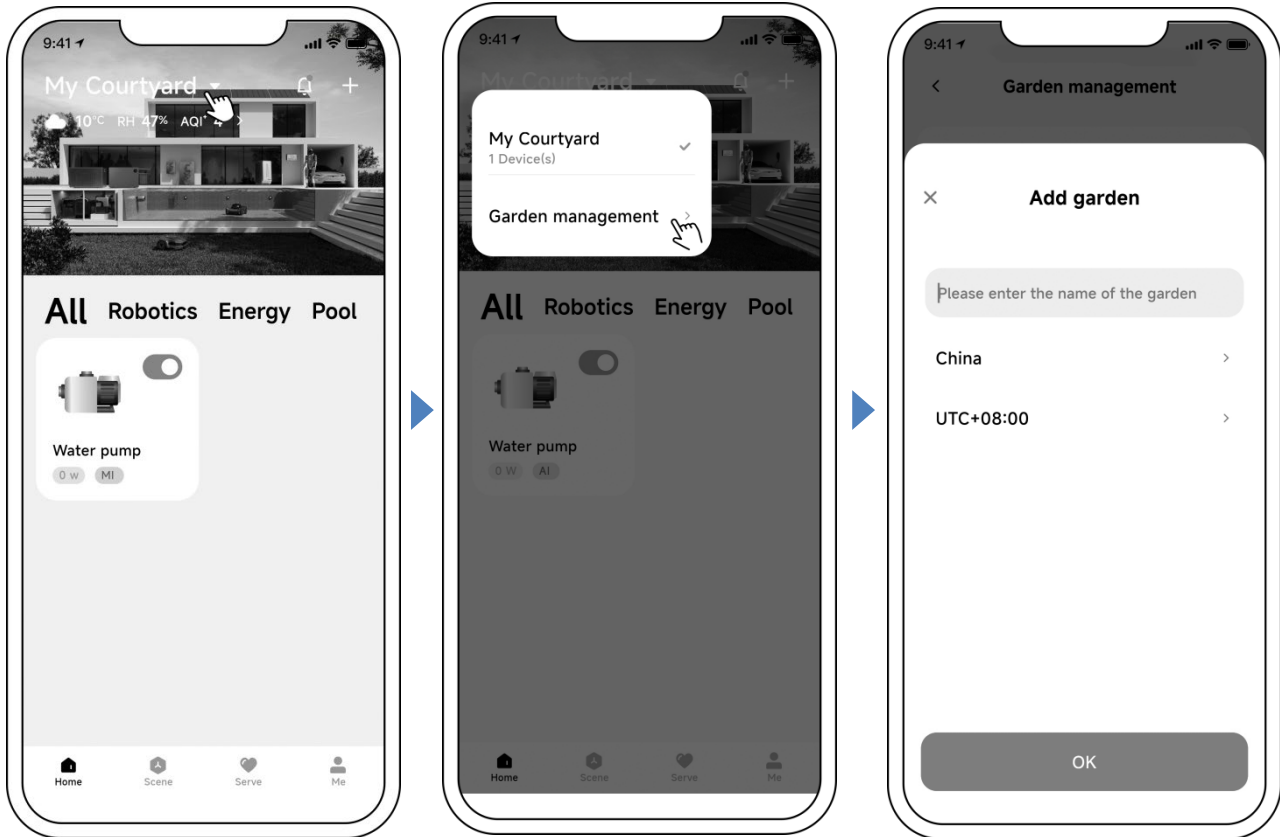 9:41
My Courtyard
10°C RH 47% AQI⁺ 4
All Robotics Energy Pool
Water pump
0 w MI
Home Scene Serve Me
9:41
My Courtyard
My Courtyard
1 Device(s)
Garden management
All Robotics Energy Pool
Water pump
0 W AI
Home Scene Serve Me
9:41
Garden management
Add garden
Please enter the name of the garden
China
UTC+08:00
OK